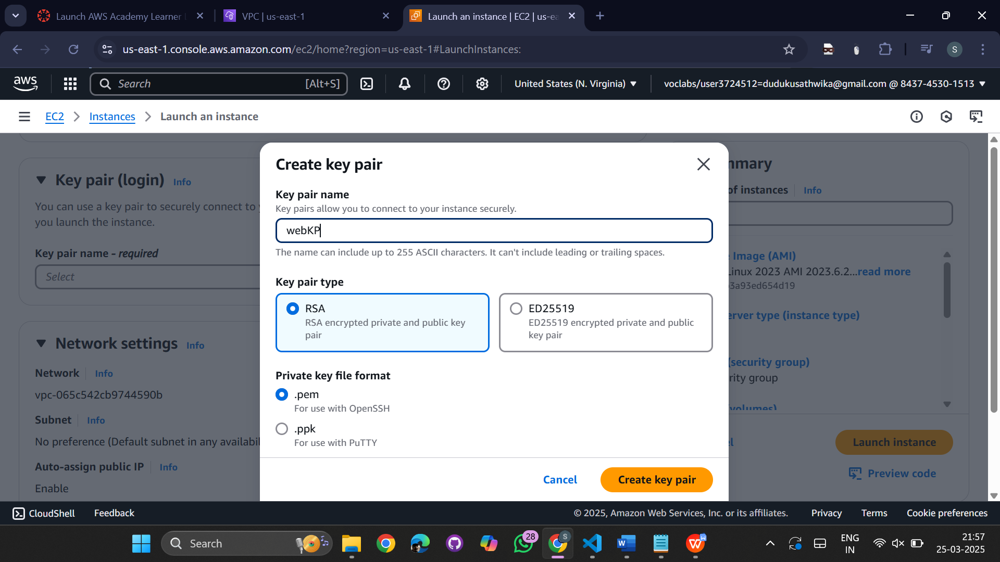 Launch AWS Academy Learner
VPC | us-east-1
Launch an instance | EC2 | us-ea
us-east-1.console.aws.amazon.com/ec2/home?region=us-east-1#LaunchInstances:
S
aws
Search
[Alt+S]
United States (N. Virginia)
voclabs/user3724512=dudukusathwika@gmail.com @ 8437-4530-1513
EC2
Instances
Launch an instance
Key pair (login)
Info
You can use a key pair to securely connect to
you launch the instance.
Key pair name - required
Select
Network settings
Info
Network
Info
vpc-065c542cb9744590b
Subnet
Info
No preference (Default subnet in any availabil
Auto-assign public IP
Info
Enable
Create key pair
Key pair name
Key pairs allow you to connect to your instance securely.
webKP
The name can include up to 255 ASCII characters. It can't include leading or trailing spaces.
Key pair type
RSA
RSA encrypted private and public key
pair
ED25519
ED25519 encrypted private and public
key pair
Private key file format
.pem
For use with OpenSSH
.ppk
For use with PuTTY
Cancel
Create key pair
mmary
of instances
Info
Image (AMI)
Linux 2023 AMI 2023.6.2...read more
3a93ed654d19
erver type (instance type)
(security group)
rity group
(volumes)
el
Launch instance
Preview code
CloudShell
Feedback
© 2025, Amazon Web Services, Inc. or its affiliates.
Privacy
Terms
Cookie preferences
Search
28
S
W
ENG
IN
21:57
25-03-2025